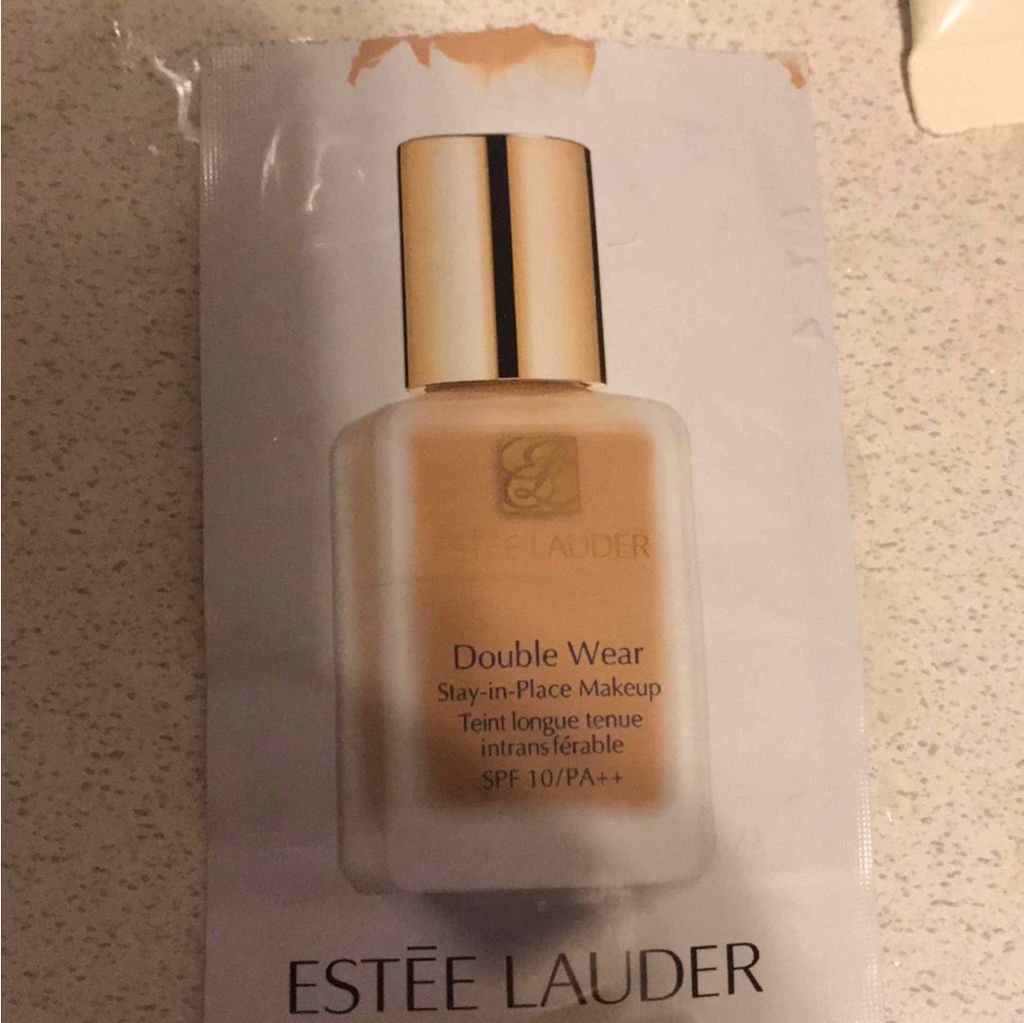 ESTĒE LAUDER
Double Wear
Stay-in-Place Makeup
Teint longue tenue
intransférable
SPF 10/PA++
ESTĒE LAUDER